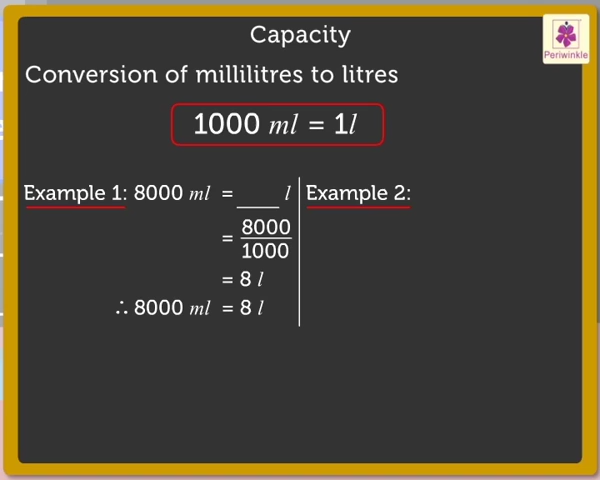 Capacity
Periwinkle
Conversion of millilitres to litres
1000 ml = 1l
Example 1: 8000 ml = ___ l
= 8000/1000
= 8 l
∴ 8000 ml = 8 l
Example 2: